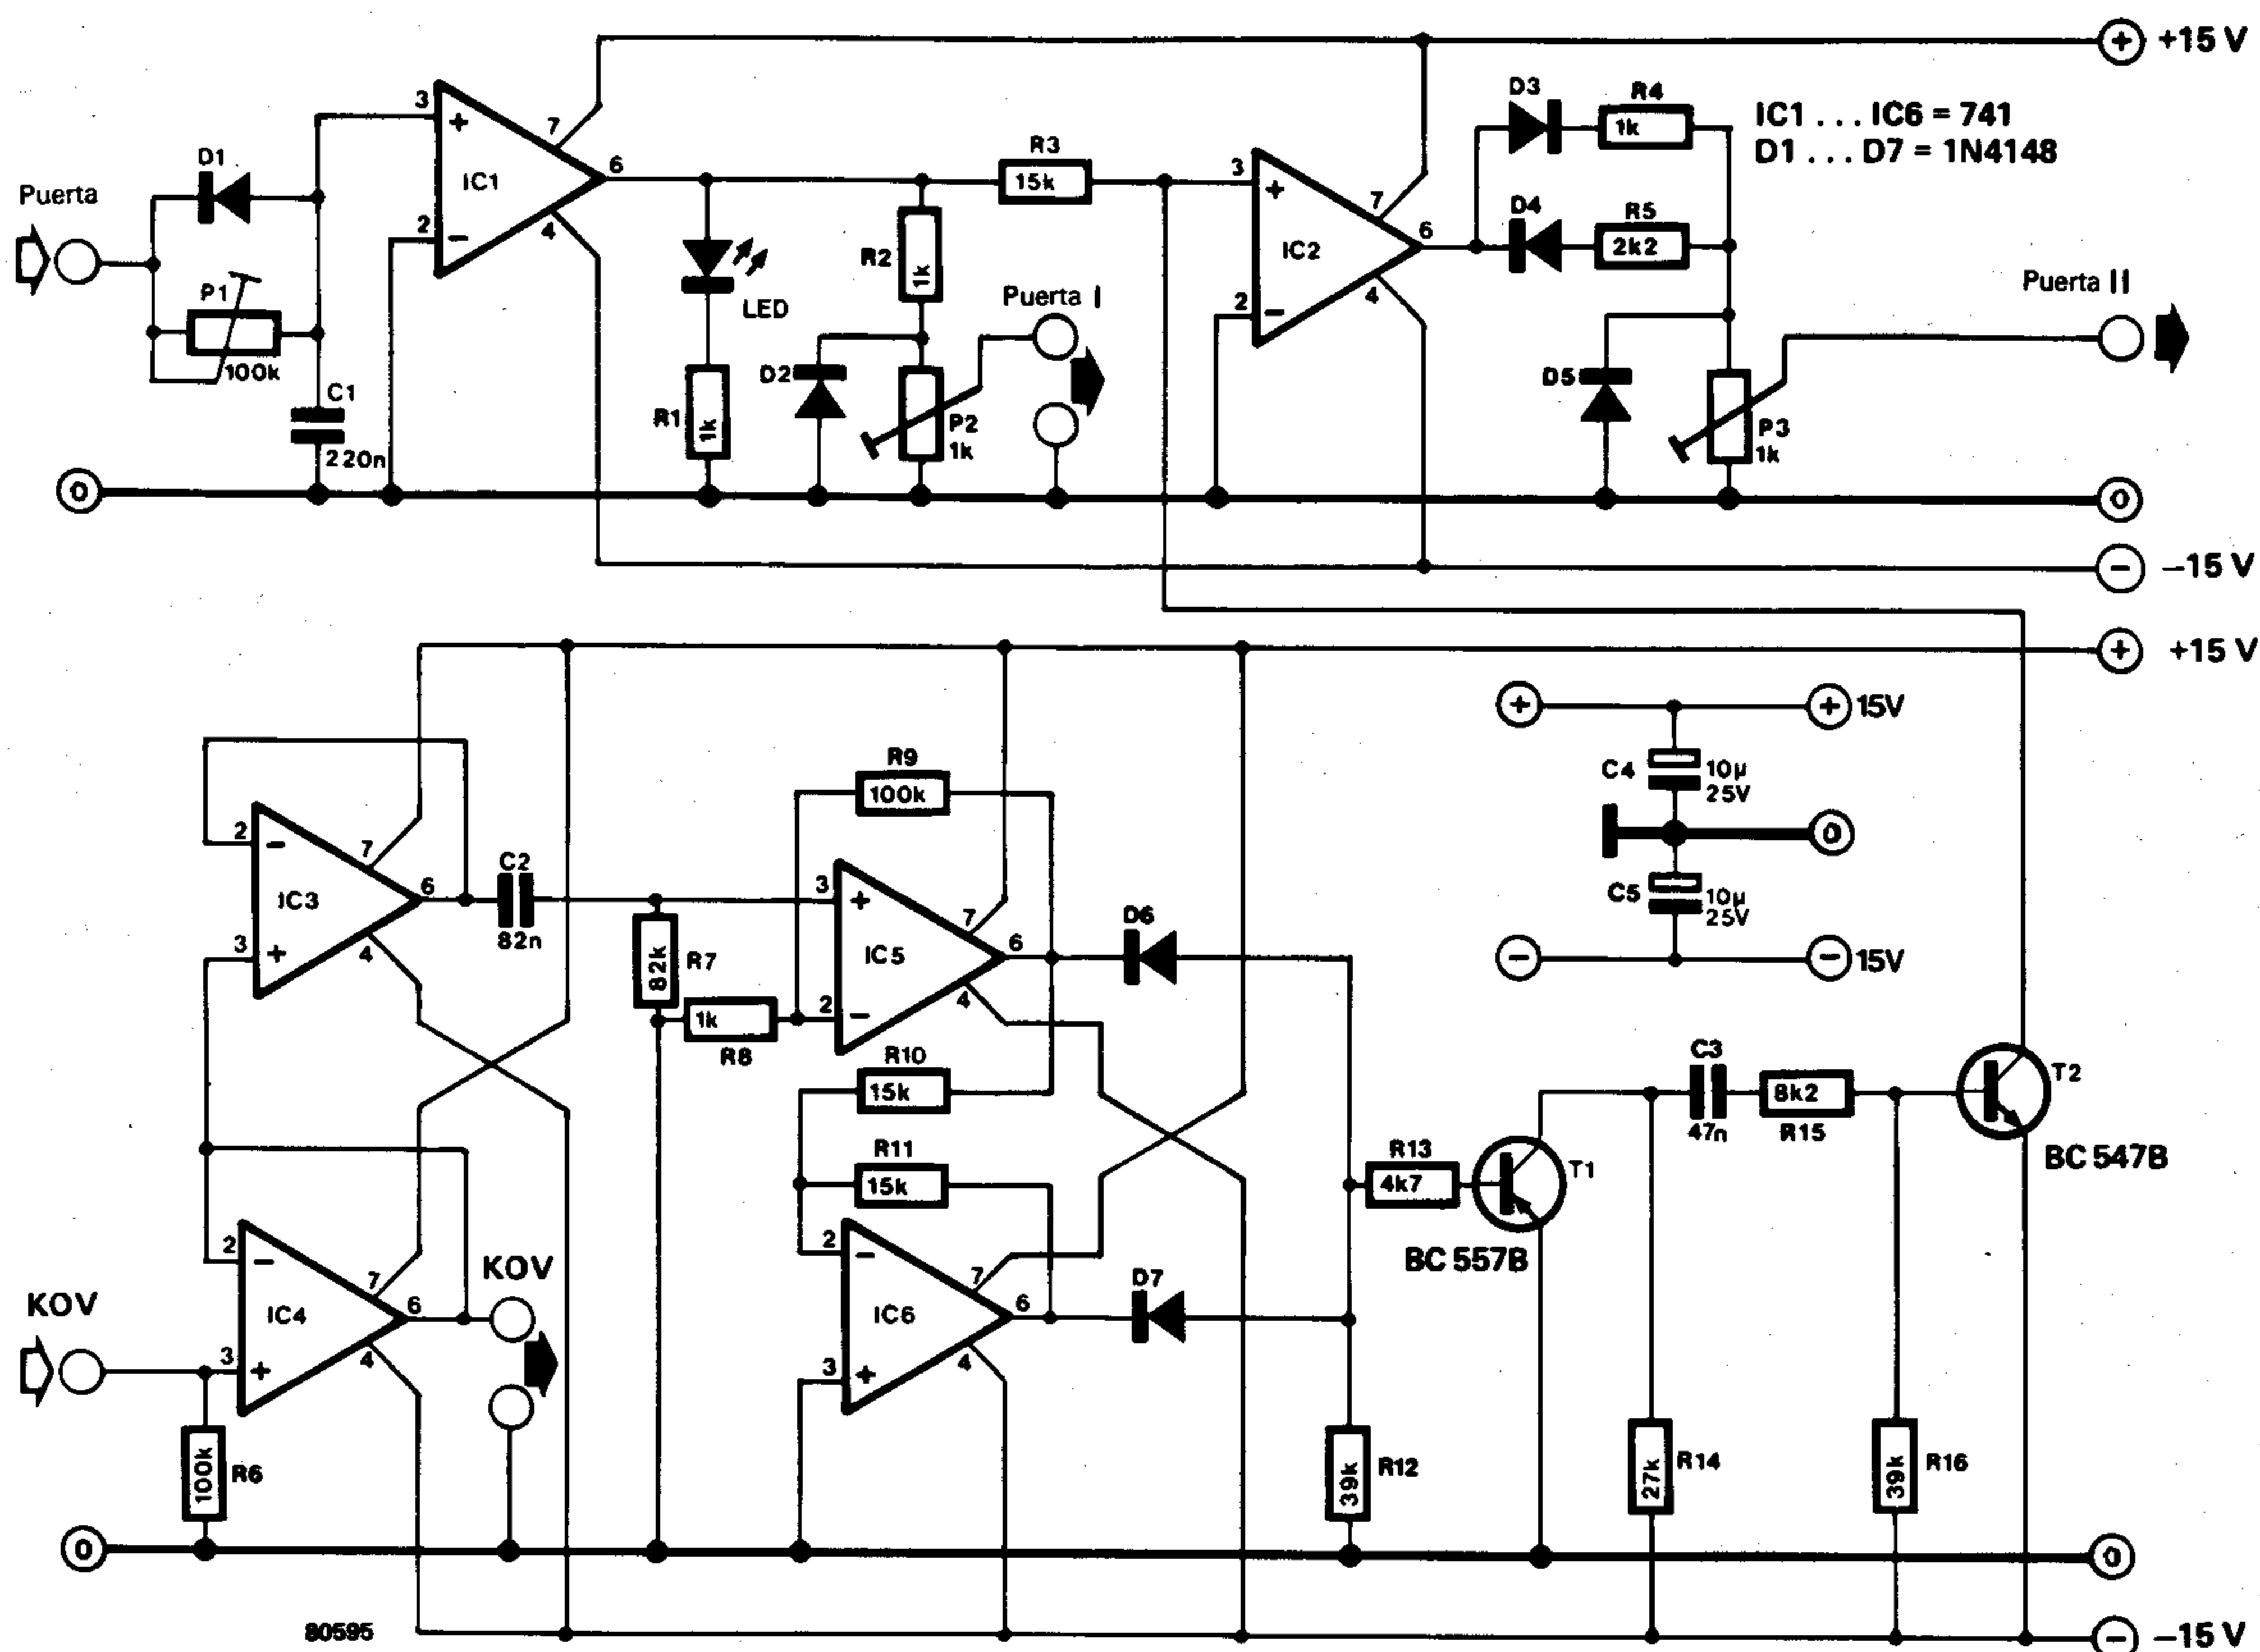 + +15 V
D3
R4
1k
IC1 . . . IC6 = 741
D1 . . . D7 = 1N4148
3
+
7
6
R3
15k
3
+
7
D1
Puerta
IC1
2
−
4
D4
R5
2k2
6
IC2
2
−
4
R2
1k
Puerta I
Puerta II
P1
100k
LED
C1
220n
R1
1k
D2
P2
1k
D5
P3
1k
0
0
− −15 V
+ +15 V
+
+ 15V
C4
10µ
25V
0
C5
10µ
25V
−
− 15V
R9
100k
2
−
7
IC3
6
C2
82n
3
+
4
3
+
7
IC5
6
2
−
4
D6
R7
82k
1k
R8
R10
15k
R11
15k
C3
47n
8k2
R15
T2
BC 547B
R13
4k7
T1
BC 557B
2
−
7
IC4
6
3
+
4
KOV
KOV
2
−
7
IC6
6
3
+
4
D7
100k
R6
39k
R12
27k
R14
39k
R16
0
0
80595
− −15 V